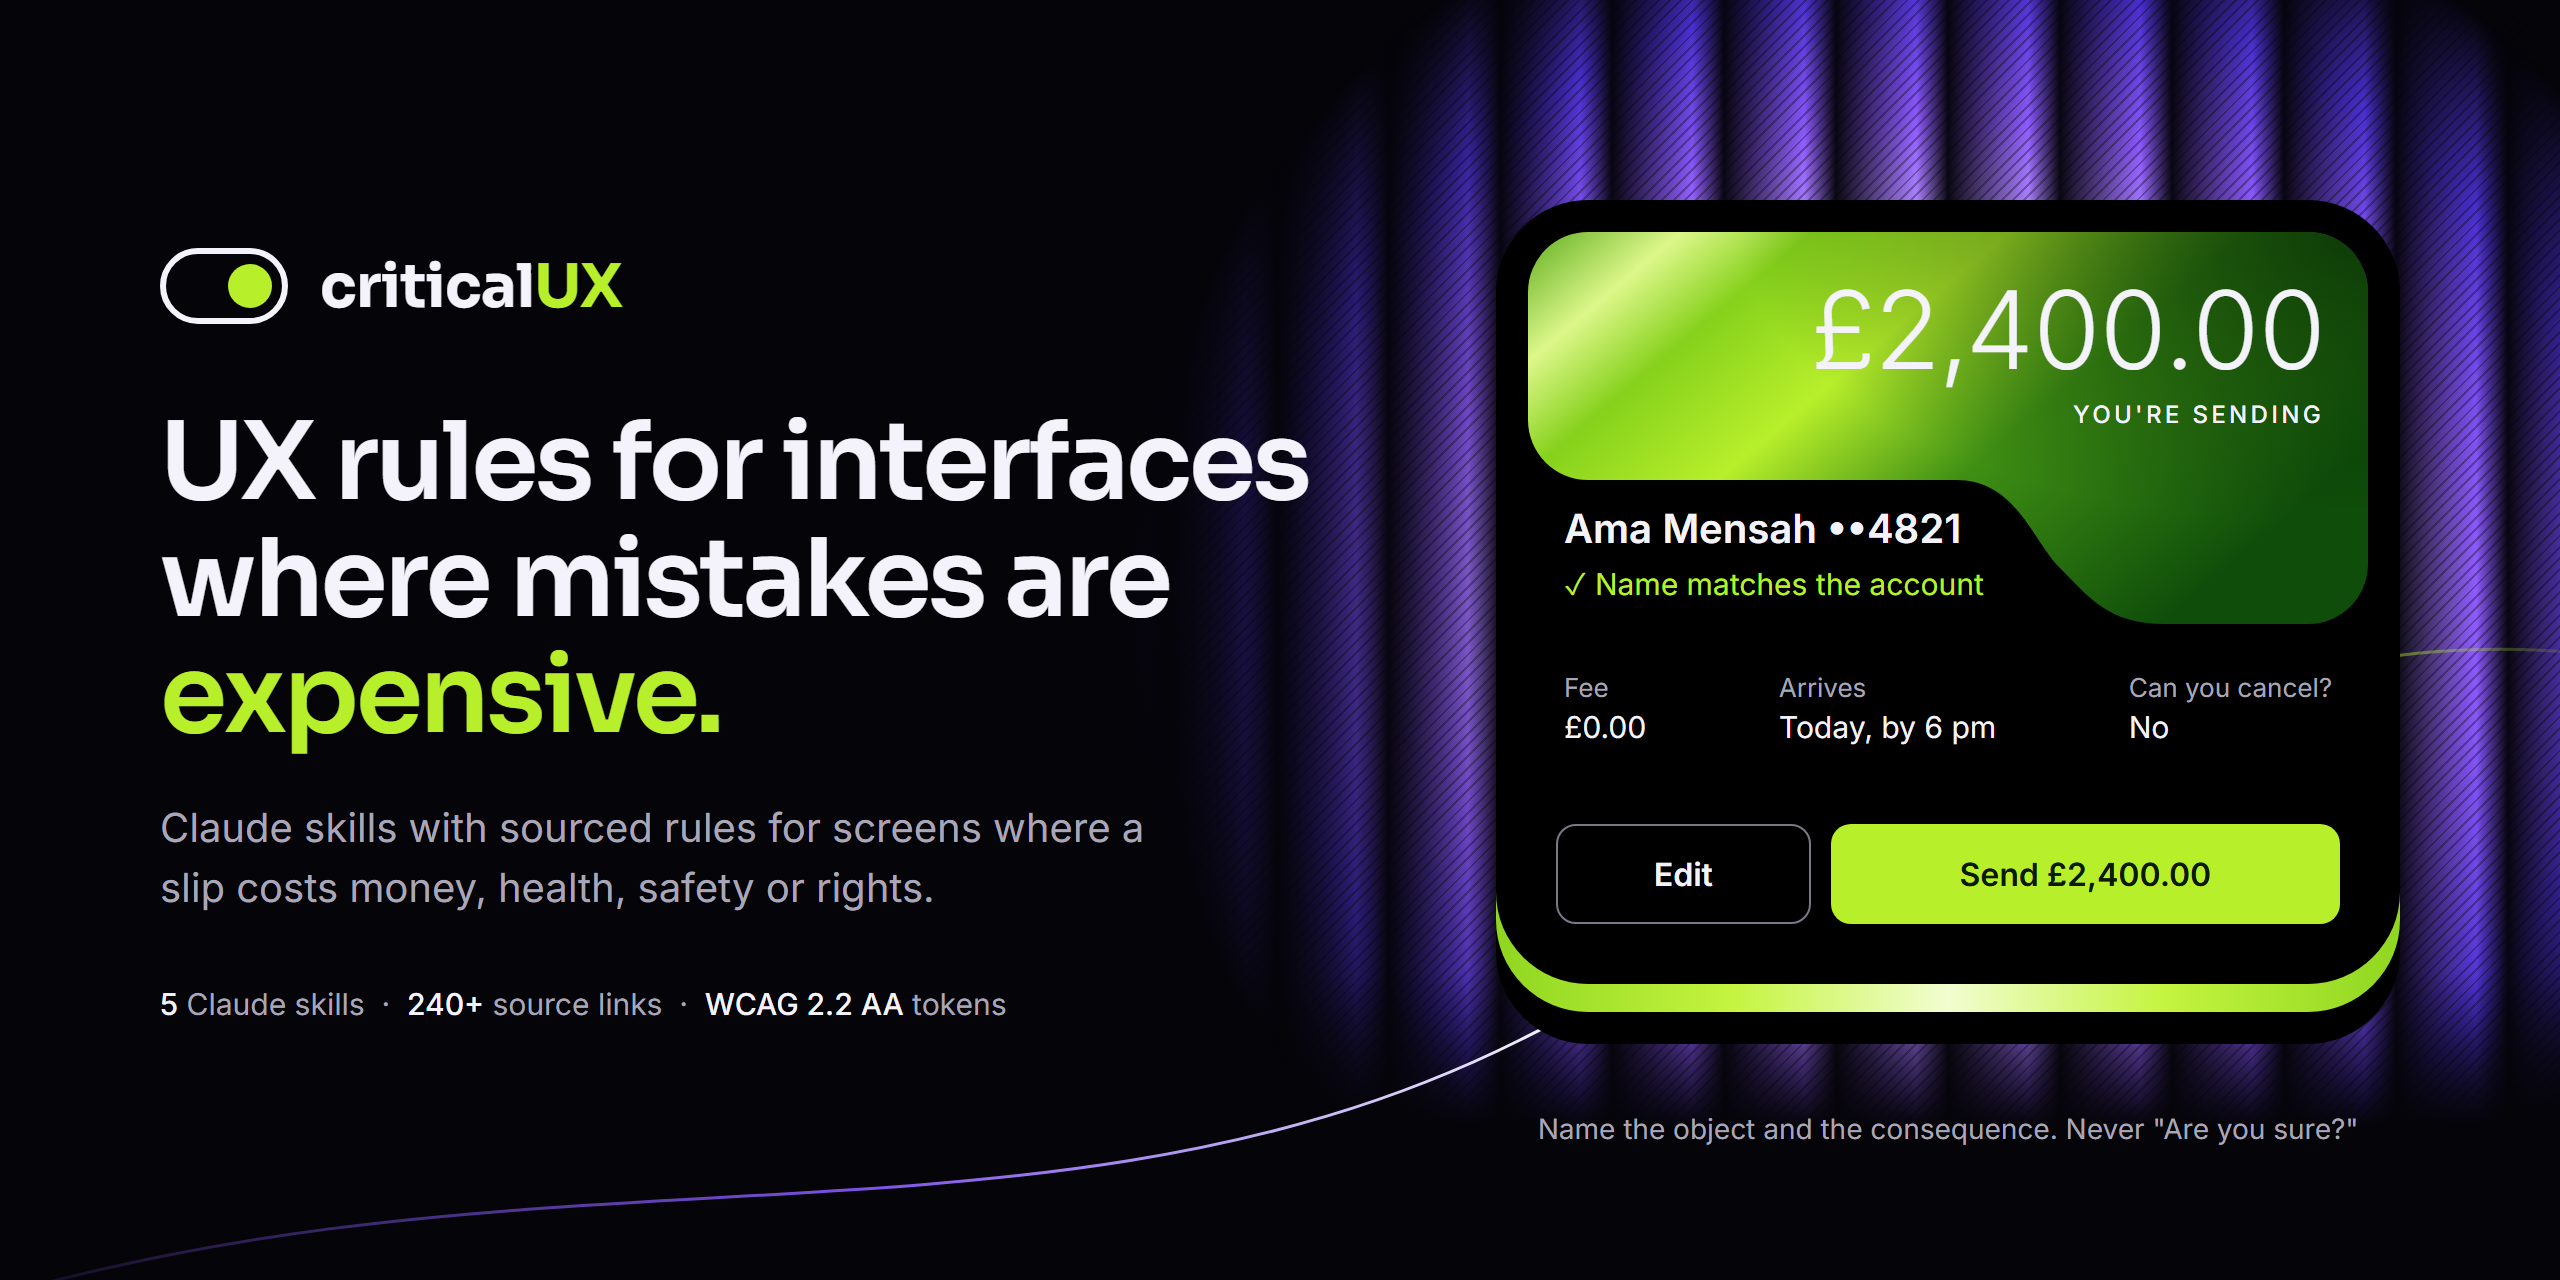 criticalUX
UX rules for interfaces
where mistakes are
expensive.
Claude skills with sourced rules for screens where a
slip costs money, health, safety or rights.
5 Claude skills · 240+ source links · WCAG 2.2 AA tokens
£2,400.00
YOU'RE SENDING
Ama Mensah ••4821
✓ Name matches the account
Fee Arrives Can you cancel?
£0.00 Today, by 6 pm No
Edit Send £2,400.00
Name the object and the consequence. Never "Are you sure?"